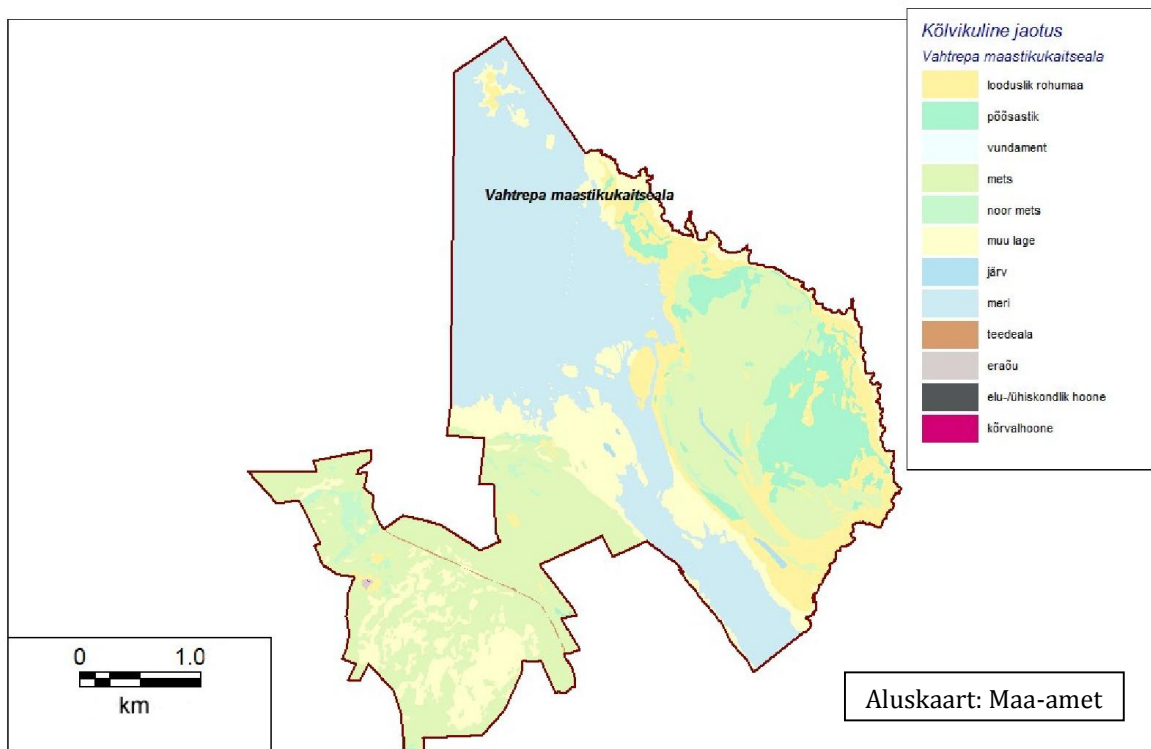 Kõlvikuline jaotus
Vahtrepa maastikukaitseala
looduslik rohumaa
põõsastik
vundament
mets
noor mets
muu lage
järv
meri
teedeala
eraõu
elu-/ühiskondlik hoone
kõrvalhoone
Vahtrepa maastikukaitseala
0 1.0
km
Aluskaart: Maa-amet